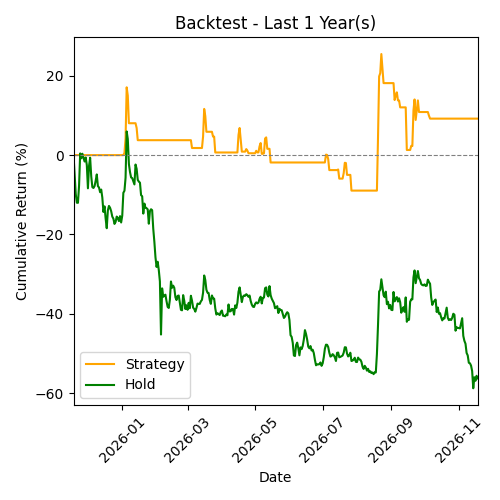 Backtest - Last 1 Year(s)
Cumulative Return (%)
20
0
−20
−40
−60
Strategy
Hold
2026-01
2026-03
2026-05
2026-07
2026-09
2026-11
Date